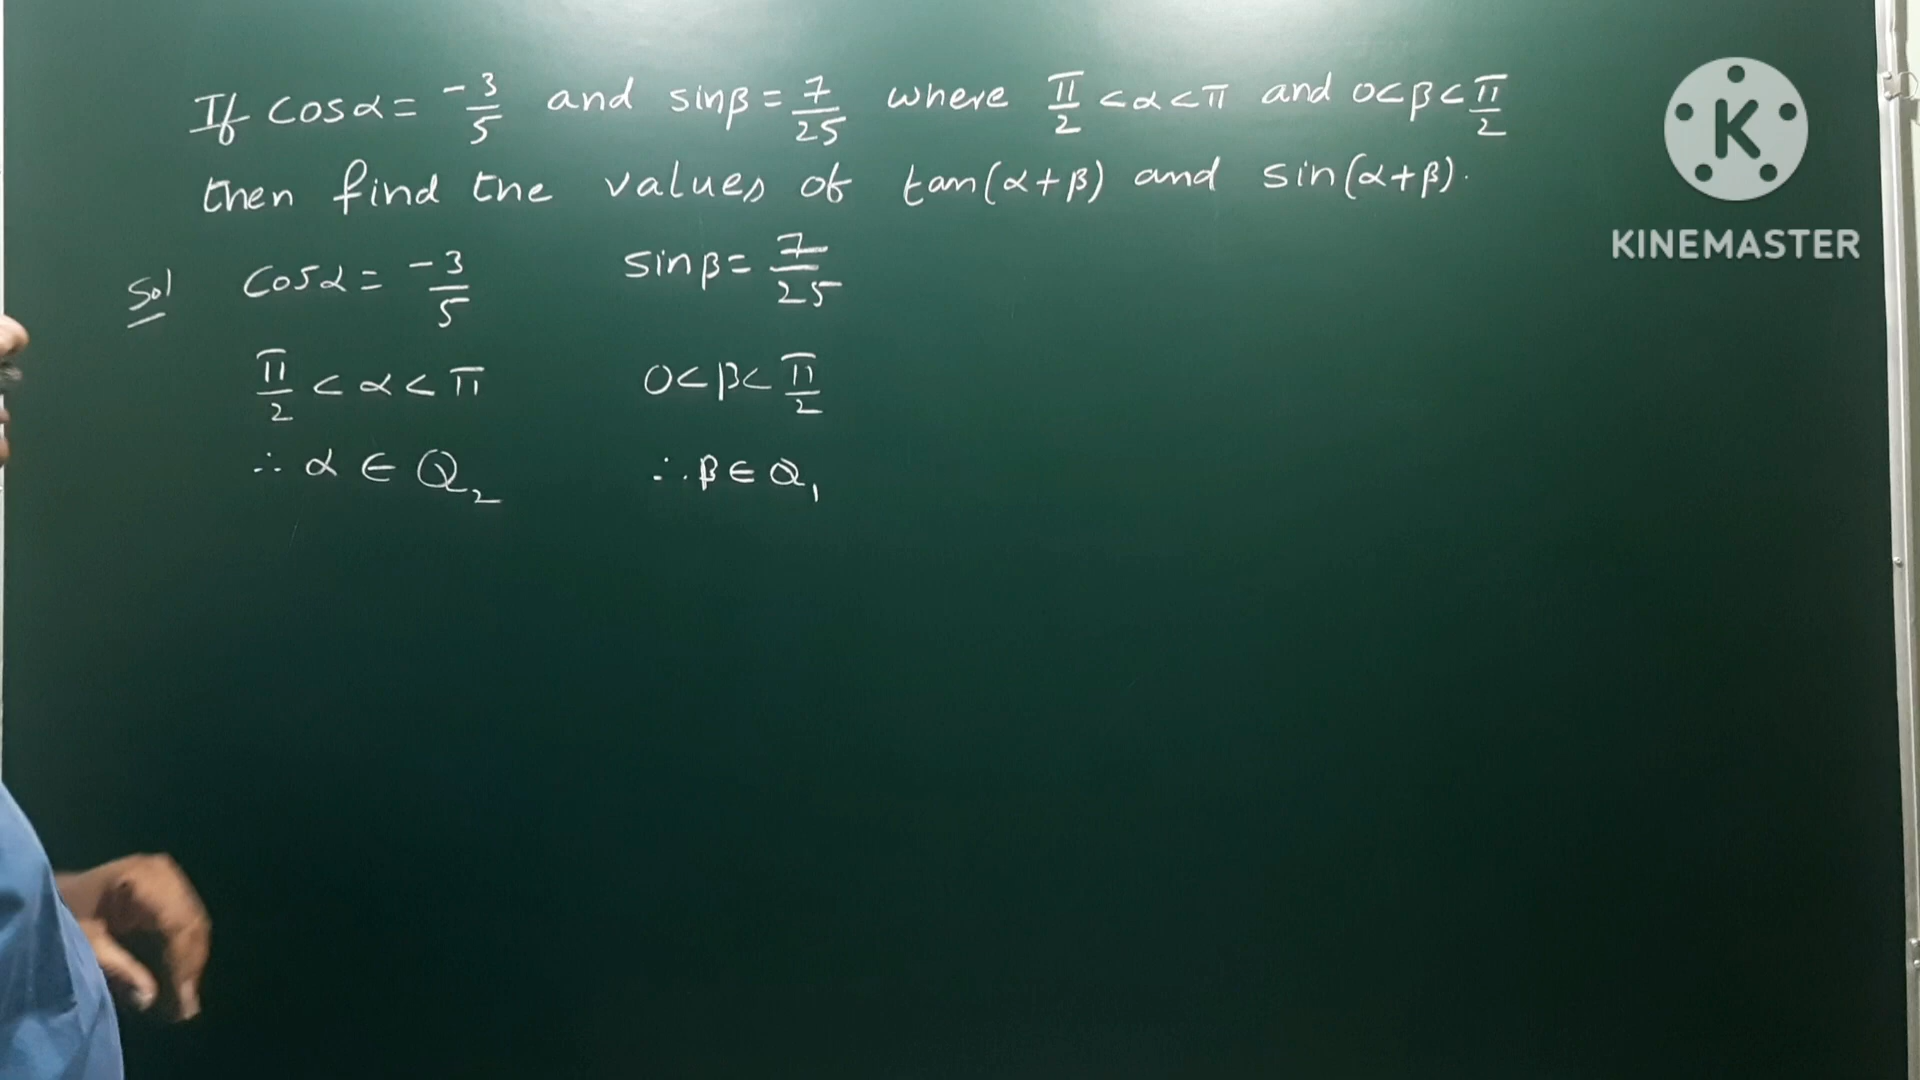 If cosα = -3/5 and sinβ = 7/25 where π/2 < α < π and 0 < β < π/2
then find the values of tan(α+β) and sin(α+β).
Sol cosα = -3/5 sinβ = 7/25
π/2 < α < π 0 < β < π/2
∴ α ∈ Q₂ ∴ β ∈ Q₁
K
KINEMASTER